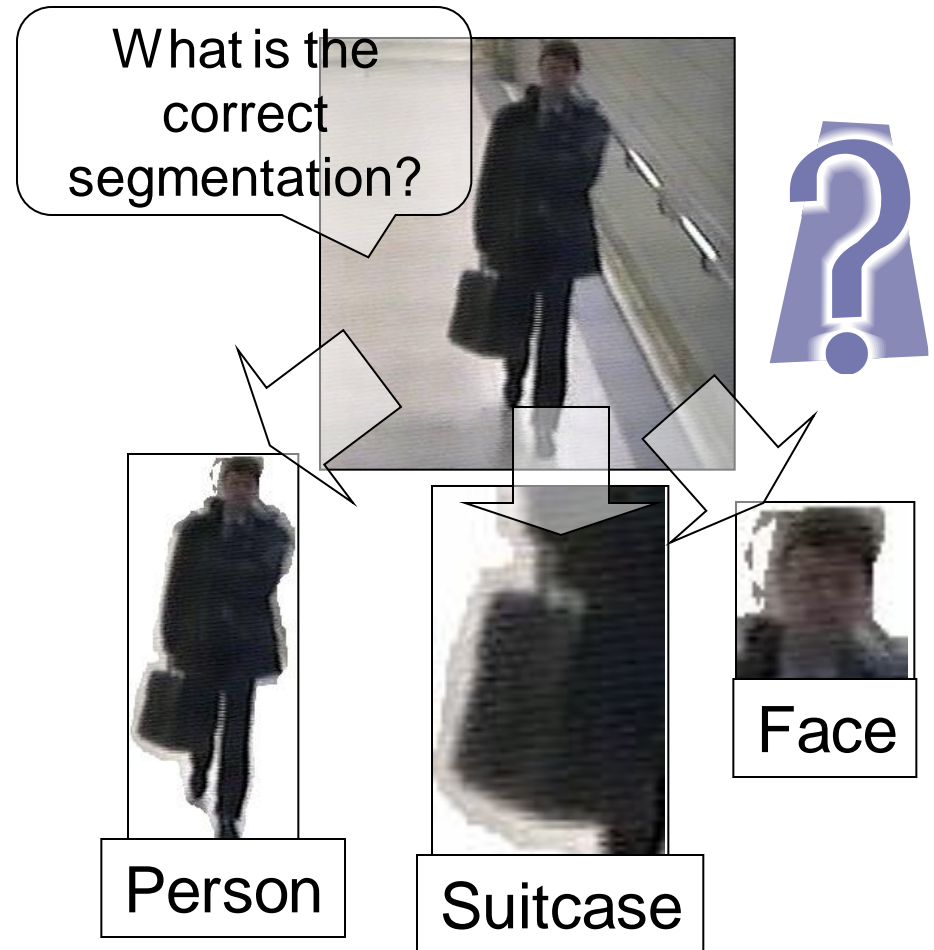 What is the
correct
segmentation?
Face
Person
Suitcase